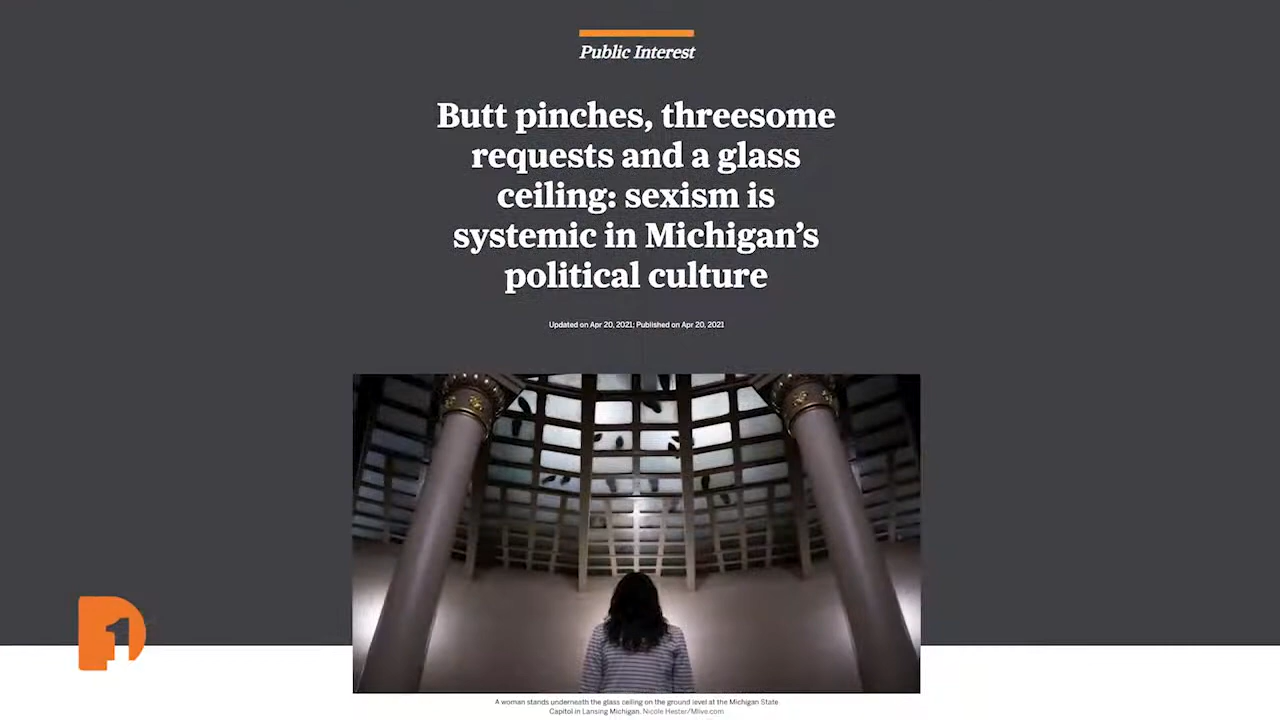 Public Interest
Butt pinches, threesome
requests and a glass
ceiling: sexism is
systemic in Michigan’s
political culture
Updated on Apr 20, 2021; Published on Apr 20, 2021
1
A woman stands underneath the glass ceiling on the ground level at the Michigan State
Capitol in Lansing Michigan. Nicole Hester/Mlive.com